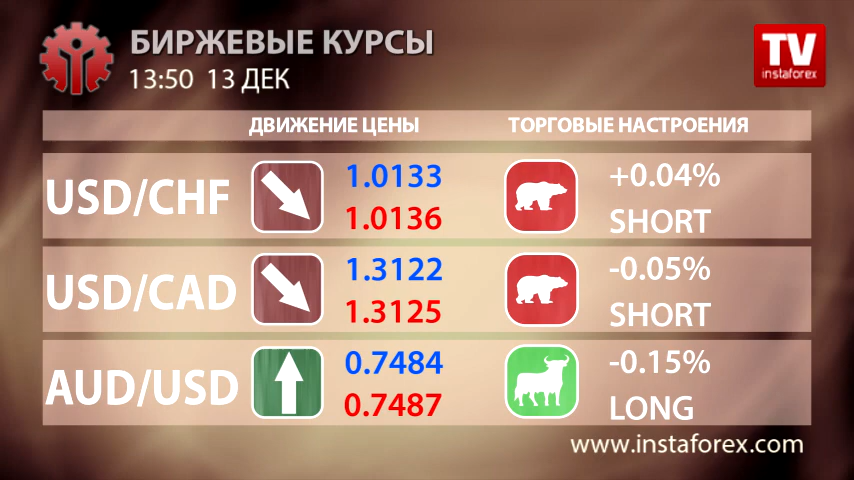 БИРЖЕВЫЕ КУРСЫ
13:50 13 ДЕК
TV
instaforex
ДВИЖЕНИЕ ЦЕНЫ ТОРГОВЫЕ НАСТРОЕНИЯ
USD/CHF
1.0133
1.0136
+0.04%
SHORT
USD/CAD
1.3122
1.3125
-0.05%
SHORT
AUD/USD
0.7484
0.7487
-0.15%
LONG
www.instaforex.com